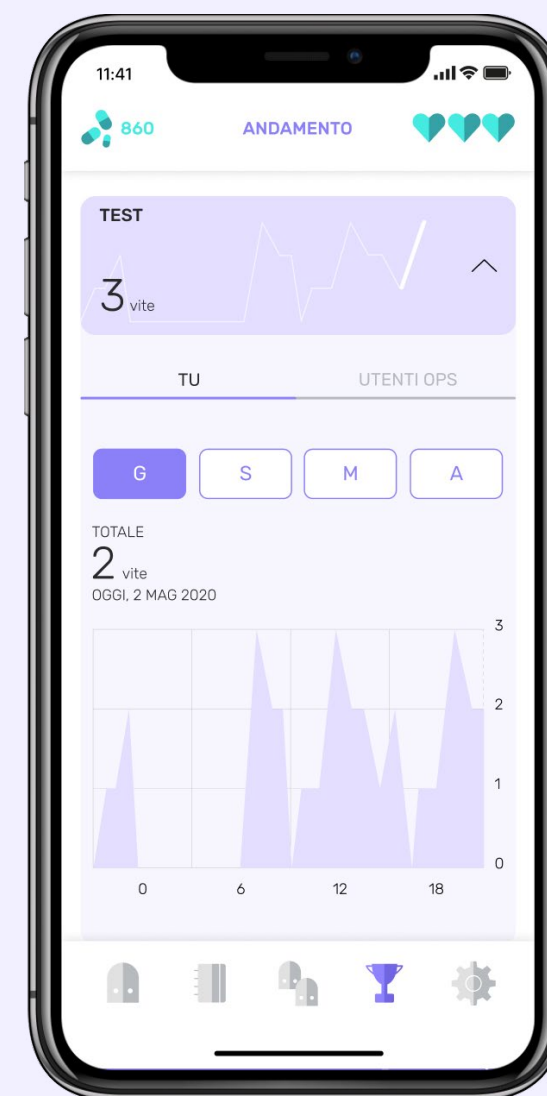 11:41
860 ANDAMENTO
TEST
3 vite
TU UTENTI OPS
G S M A
TOTALE
2 vite
OGGI, 2 MAG 2020
3
2
1
0
0 6 12 18